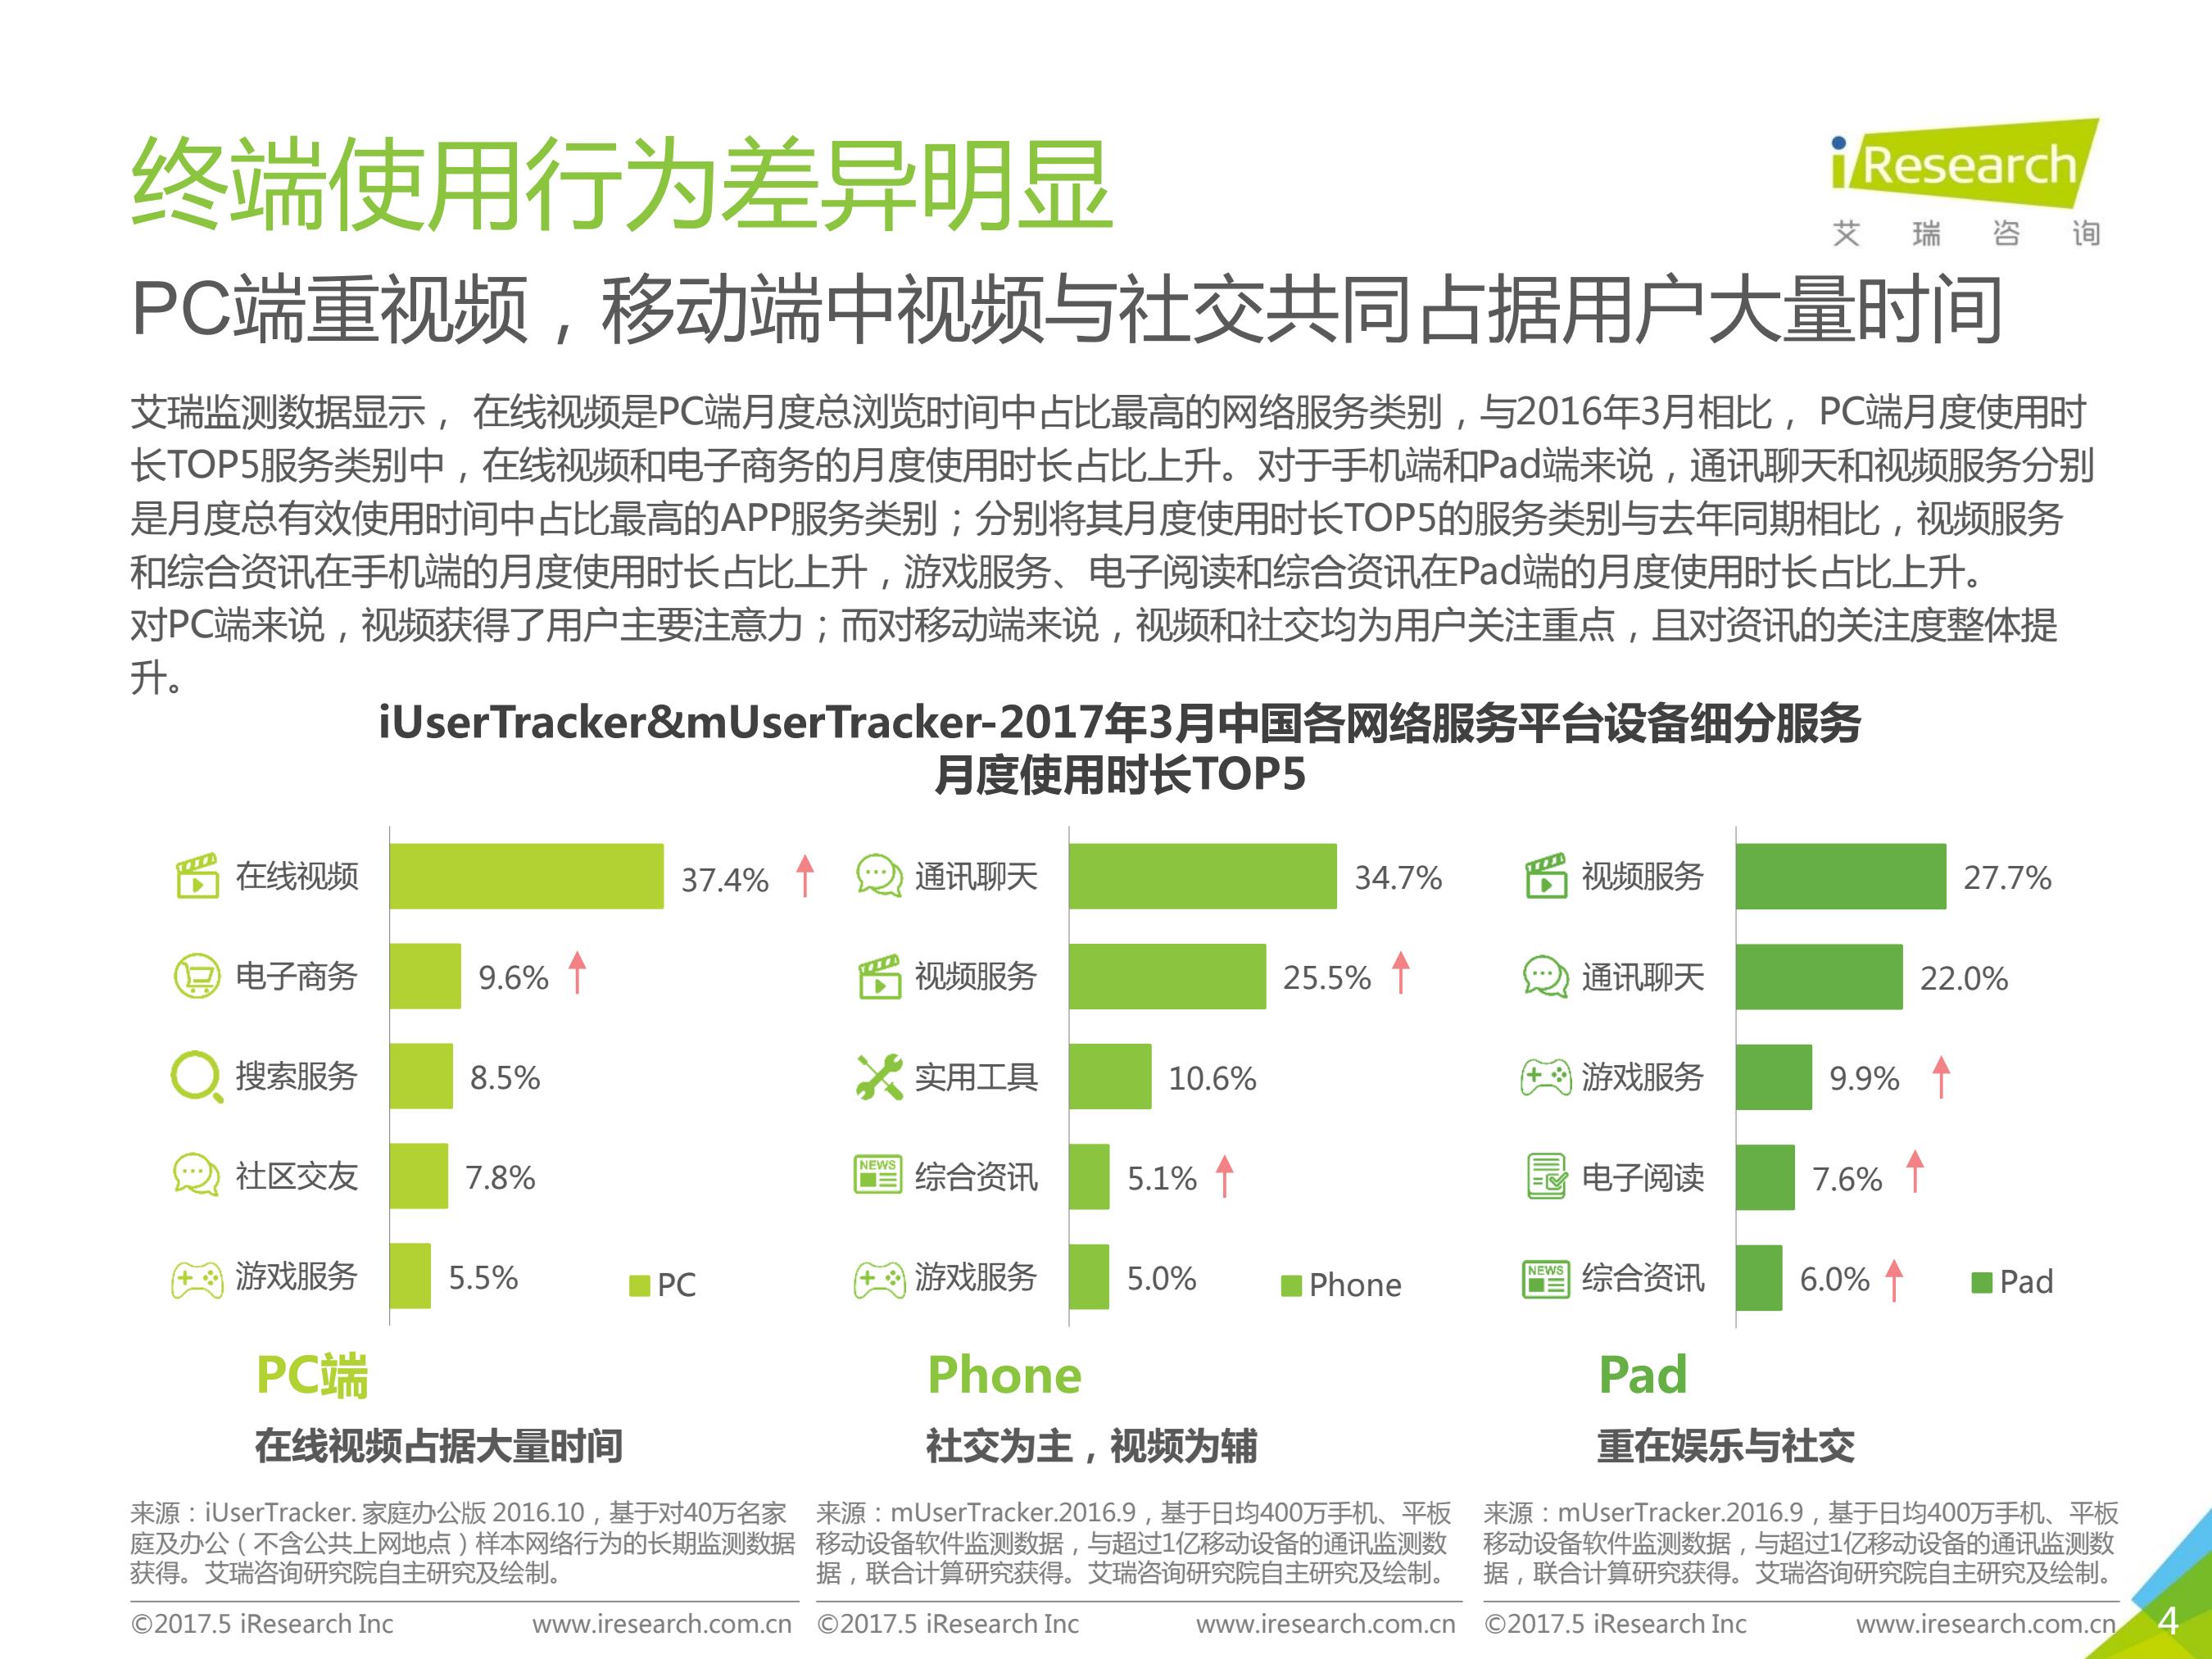 终端使用行为差异明显
iResearch
艾 瑞 咨 询
PC端重视频，移动端中视频与社交共同占据用户大量时间
艾瑞监测数据显示， 在线视频是PC端月度总浏览时间中占比最高的网络服务类别，与2016年3月相比， PC端月度使用时
长TOP5服务类别中，在线视频和电子商务的月度使用时长占比上升。对于手机端和Pad端来说，通讯聊天和视频服务分别
是月度总有效使用时间中占比最高的APP服务类别；分别将其月度使用时长TOP5的服务类别与去年同期相比，视频服务
和综合资讯在手机端的月度使用时长占比上升，游戏服务、电子阅读和综合资讯在Pad端的月度使用时长占比上升。
对PC端来说，视频获得了用户主要注意力；而对移动端来说，视频和社交均为用户关注重点，且对资讯的关注度整体提
升。
iUserTracker&mUserTracker-2017年3月中国各网络服务平台设备细分服务
月度使用时长TOP5
在线视频 37.4%
电子商务 9.6%
搜索服务 8.5%
社区交友 7.8%
游戏服务 5.5%
PC
通讯聊天 34.7%
视频服务 25.5%
实用工具 10.6%
NEWS 综合资讯 5.1%
游戏服务 5.0%
Phone
视频服务 27.7%
通讯聊天 22.0%
游戏服务 9.9%
电子阅读 7.6%
NEWS 综合资讯 6.0%
Pad
PC端
在线视频占据大量时间
Phone
社交为主，视频为辅
Pad
重在娱乐与社交
来源：iUserTracker. 家庭办公版 2016.10，基于对40万名家
庭及办公（不含公共上网地点）样本网络行为的长期监测数据
获得。艾瑞咨询研究院自主研究及绘制。
来源：mUserTracker.2016.9，基于日均400万手机、平板
移动设备软件监测数据，与超过1亿移动设备的通讯监测数
据，联合计算研究获得。艾瑞咨询研究院自主研究及绘制。
来源：mUserTracker.2016.9，基于日均400万手机、平板
移动设备软件监测数据，与超过1亿移动设备的通讯监测数
据，联合计算研究获得。艾瑞咨询研究院自主研究及绘制。
©2017.5 iResearch Inc www.iresearch.com.cn
©2017.5 iResearch Inc www.iresearch.com.cn
©2017.5 iResearch Inc www.iresearch.com.cn
4